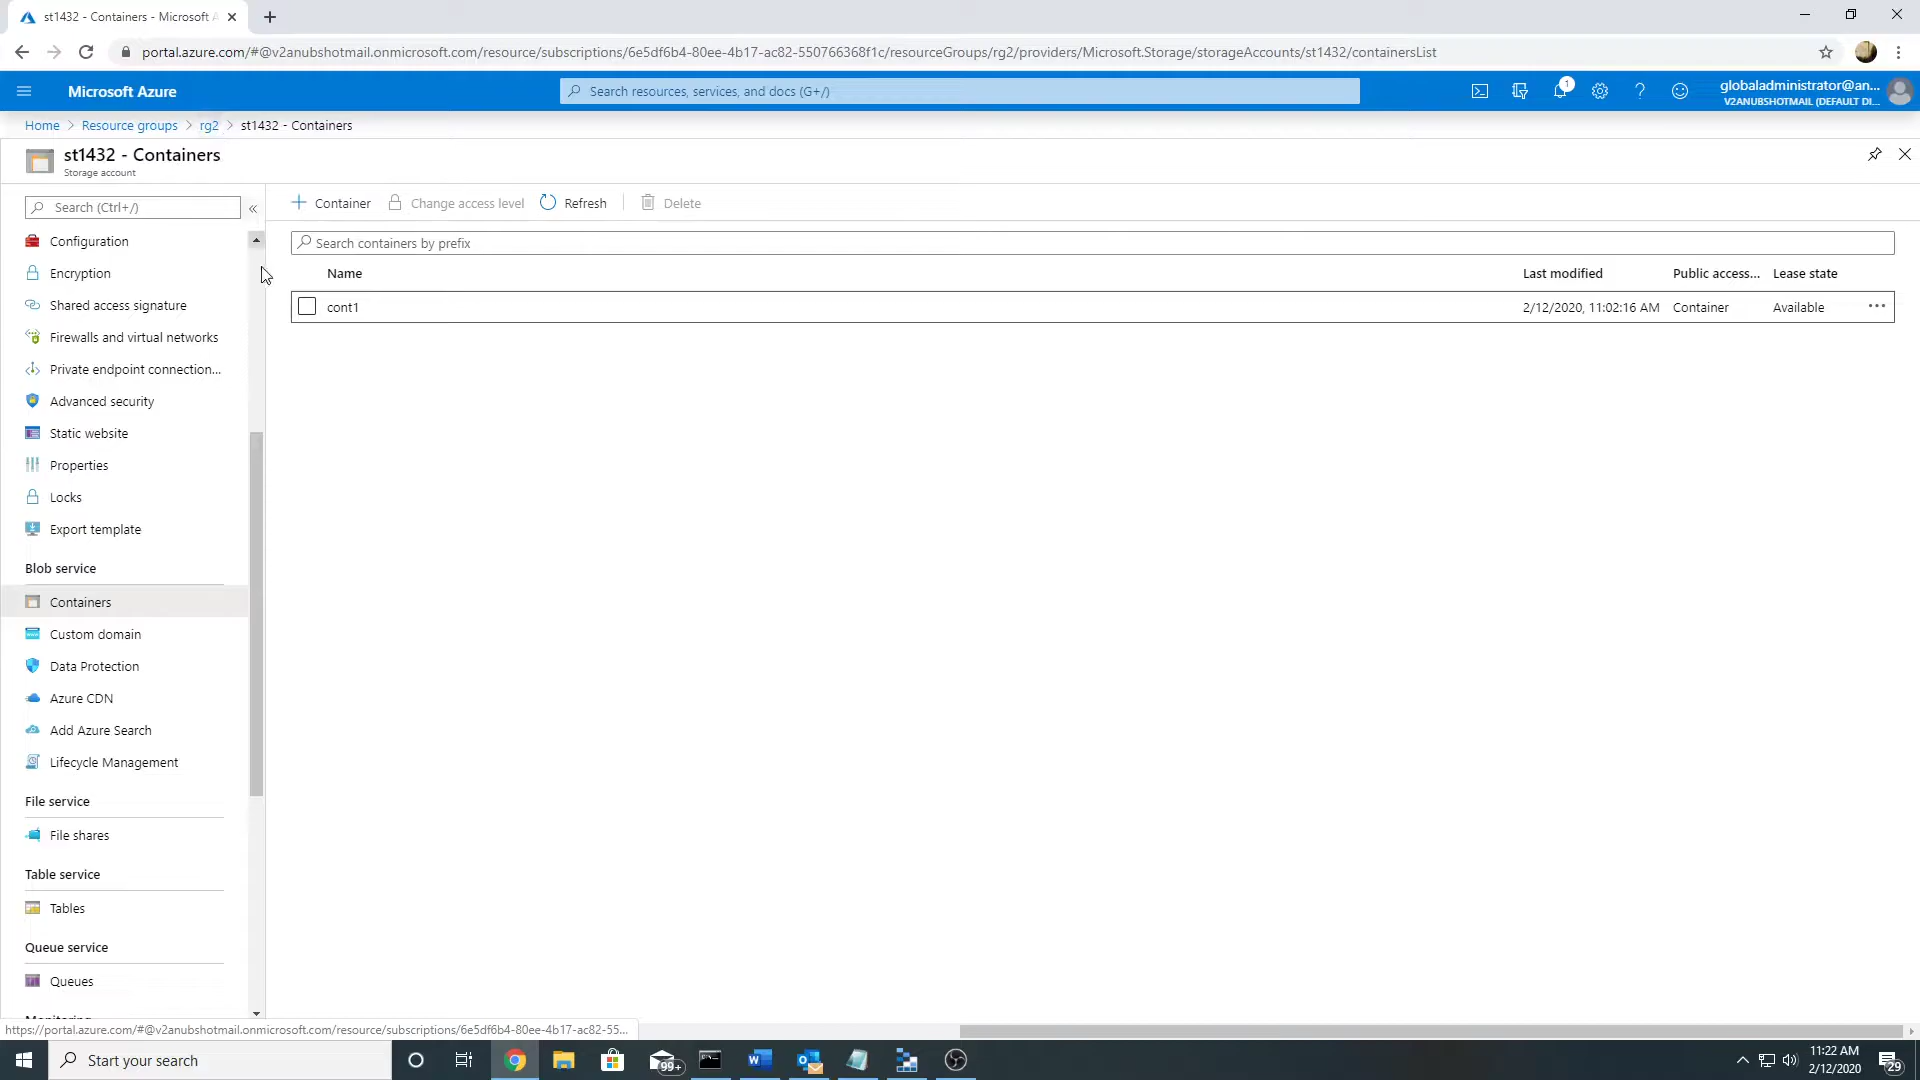 st1432 - Containers - Microsoft A
portal.azure.com/#@v2anubshotmail.onmicrosoft.com/resource/subscriptions/6e5df6b4-80ee-4b17-ac82-550766368f1c/resourceGroups/rg2/providers/Microsoft.Storage/storageAccounts/st1432/containersList
Microsoft Azure
Search resources, services, and docs (G+/)
1
globaladministrator@an...
V2ANUBSHOTMAIL (DEFAULT DI...
Home > Resource groups > rg2 > st1432 - Containers
st1432 - Containers
Storage account
Search (Ctrl+/)
«
Container
Change access level
Refresh
Delete
Search containers by prefix
Name
Last modified
Public access...
Lease state
cont1
2/12/2020, 11:02:16 AM
Container
Available
Configuration
Encryption
Shared access signature
Firewalls and virtual networks
Private endpoint connection...
Advanced security
Static website
Properties
Locks
Export template
Blob service
Containers
Custom domain
Data Protection
Azure CDN
Add Azure Search
Lifecycle Management
File service
File shares
Table service
Tables
Queue service
Queues
https://portal.azure.com/#@v2anubshotmail.onmicrosoft.com/resource/subscriptions/6e5df6b4-80ee-4b17-ac82-55...
Start your search
99+
11:22 AM
2/12/2020
29